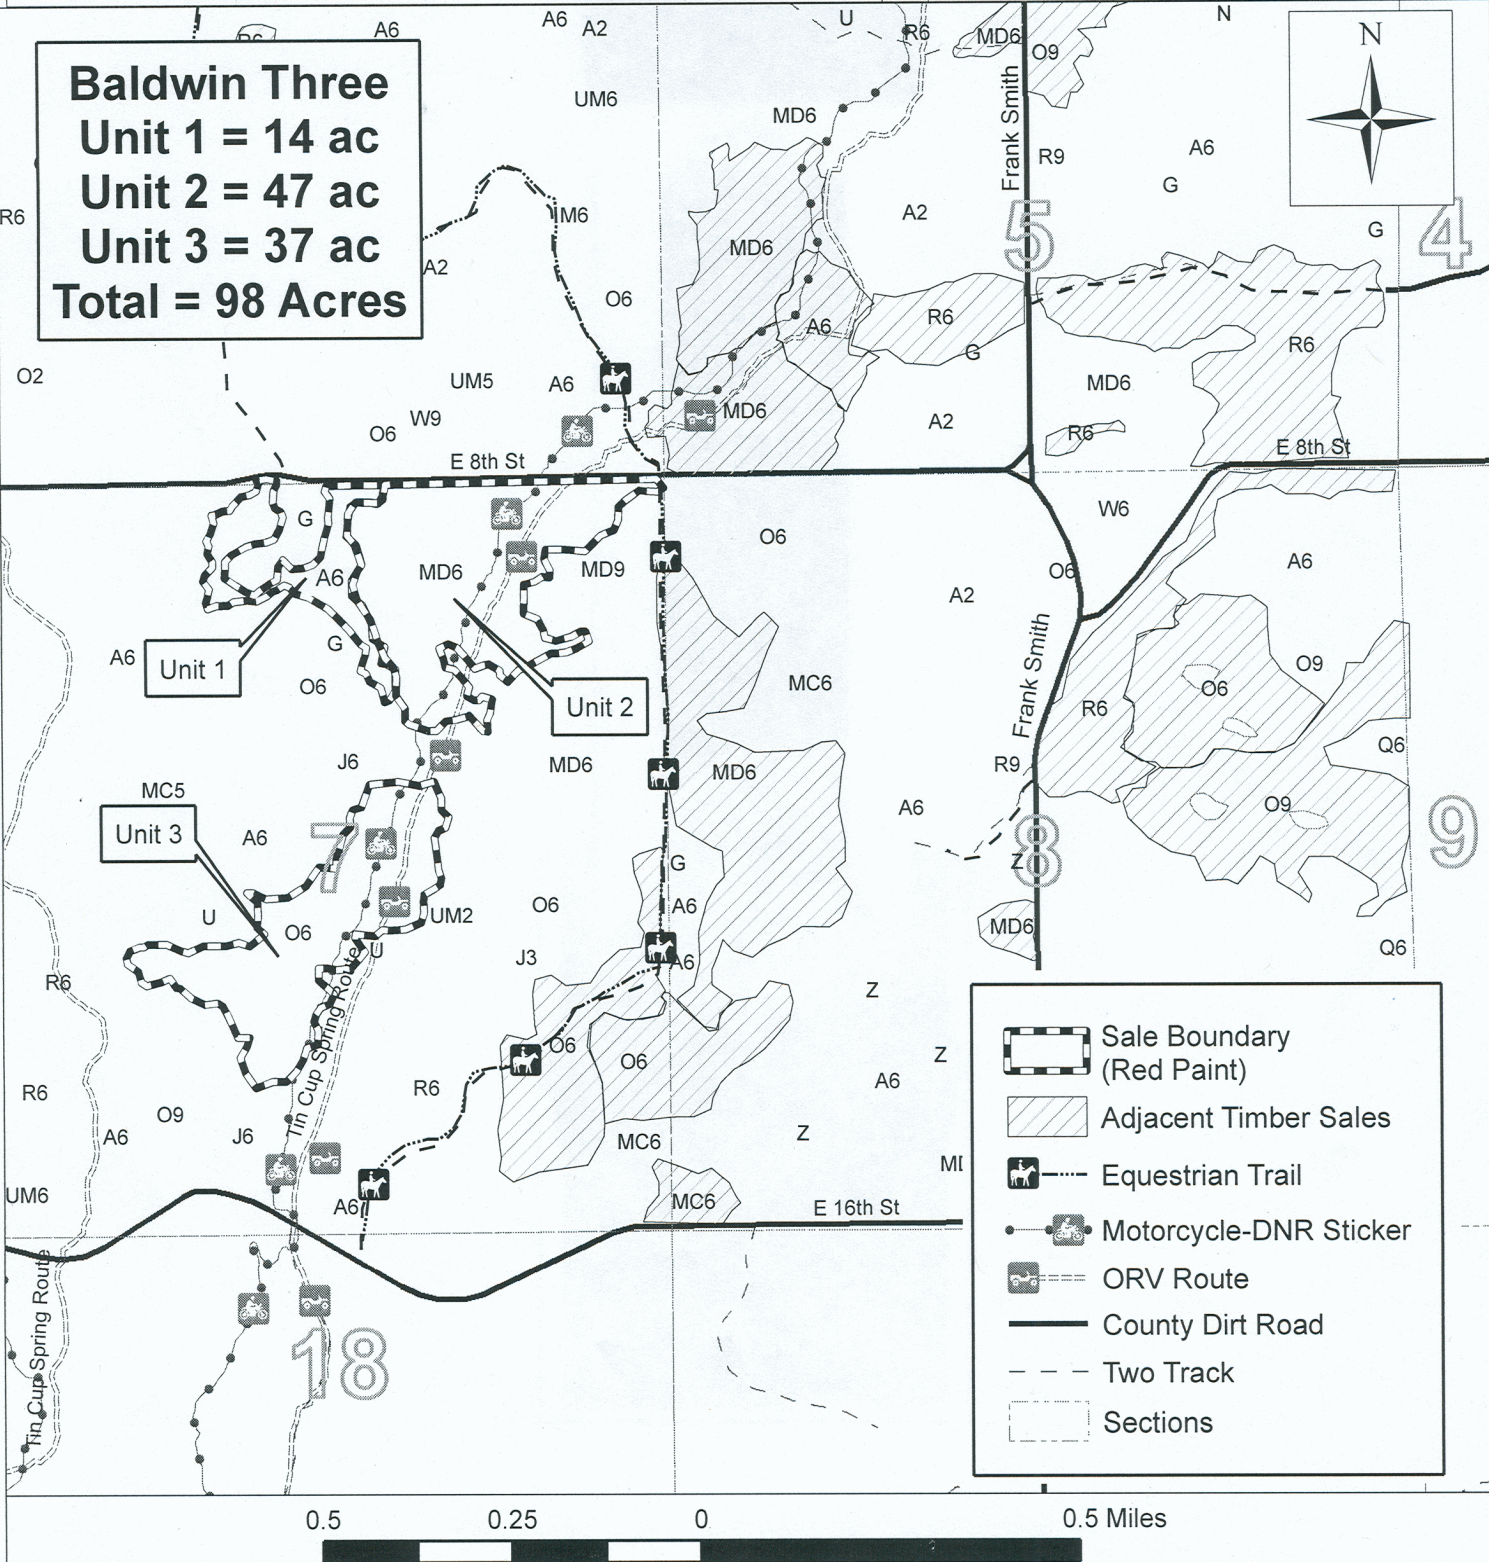 A6
A2
U
R6
MD6
O9
N
N
R6
A6
Baldwin Three
Unit 1 = 14 ac
Unit 2 = 47 ac
Unit 3 = 37 ac
Total = 98 Acres
UM6
MD6
Frank Smith
R9
A6
G
R6
M6
A2
5
G
4
A2
MD6
O6
A6
R6
G
R6
O2
UM5
A6
MD6
MD6
W9
O6
A2
R6
E 8th St
E 8th St
G
O6
W6
MD6
MD9
A6
O6
A6
A2
G
A6
Unit 1
O6
Unit 2
MC6
Frank Smith
R6
O6
O9
J6
MD6
MD6
R9
Q6
MC5
Unit 3
A6
7
A6
O9
8
9
Z
G
U
O6
UM2
O6
A6
MD6
U
J3
A6
Q6
R6
Z
Tin Cup Spring Route
O6
O6
Z
R6
R6
A6
O9
A6
J6
MC6
Z
UM6
A6
MC6
E 16th St
Tin Cup Spring Route
18
Sale Boundary
(Red Paint)
Adjacent Timber Sales
Equestrian Trail
Motorcycle-DNR Sticker
ORV Route
County Dirt Road
Two Track
Sections
0.5 0.25 0 0.5 Miles